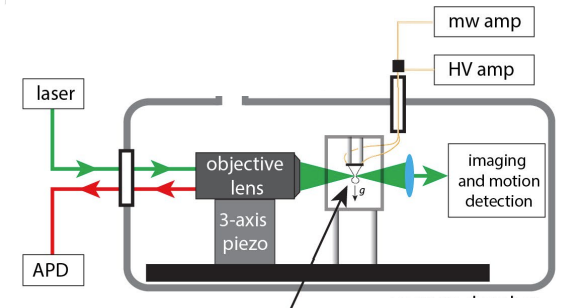 mw amp
HV amp
laser
objective
lens
imaging
and motion
detection
g
3-axis
piezo
APD